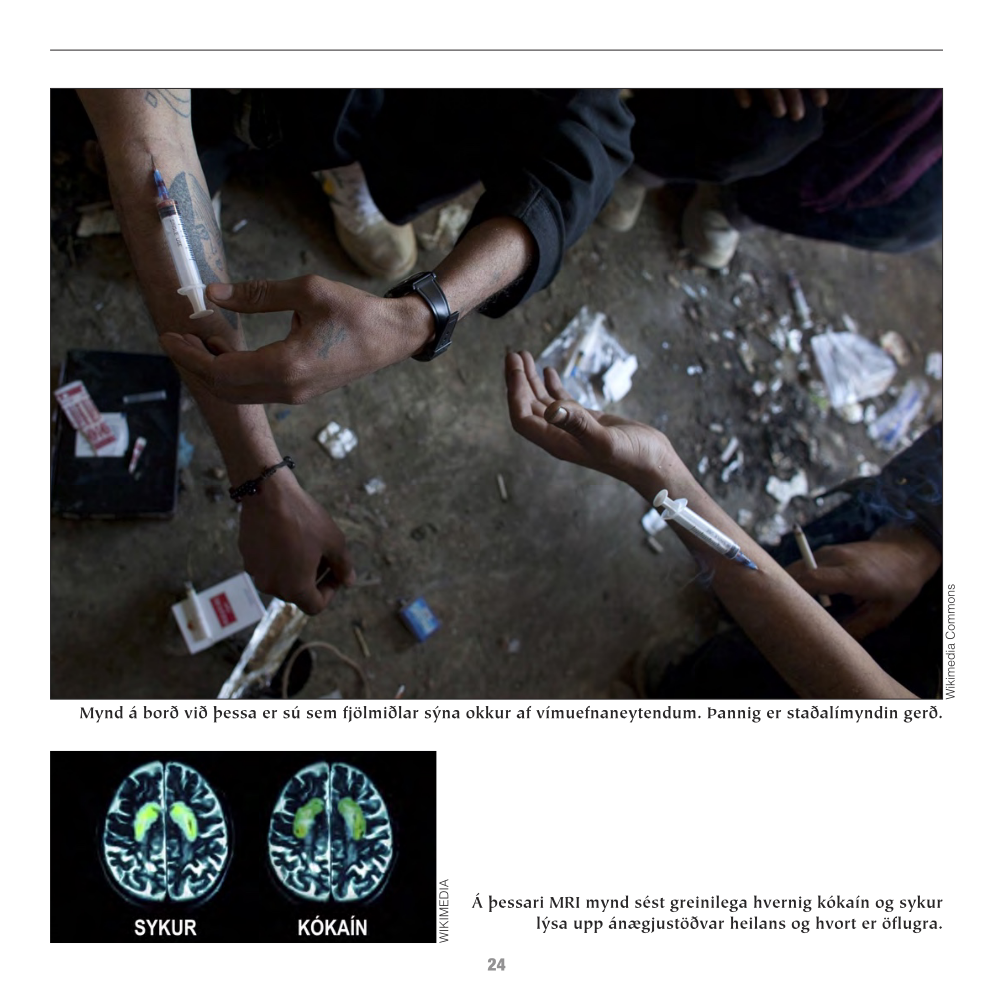 Wikimedia Commons
Mynd á borð við þessa er sú sem fjölmiðlar sýna okkur af vímuefnaneytendum. Þannig er staðalímyndin gerð.
SYKUR
KÓKAÍN
WIKIMEDIA
Á þessari MRI mynd sést greinilega hvernig kókaín og sykur
lýsa upp ánægjustöðvar heilans og hvort er öflugra.
24